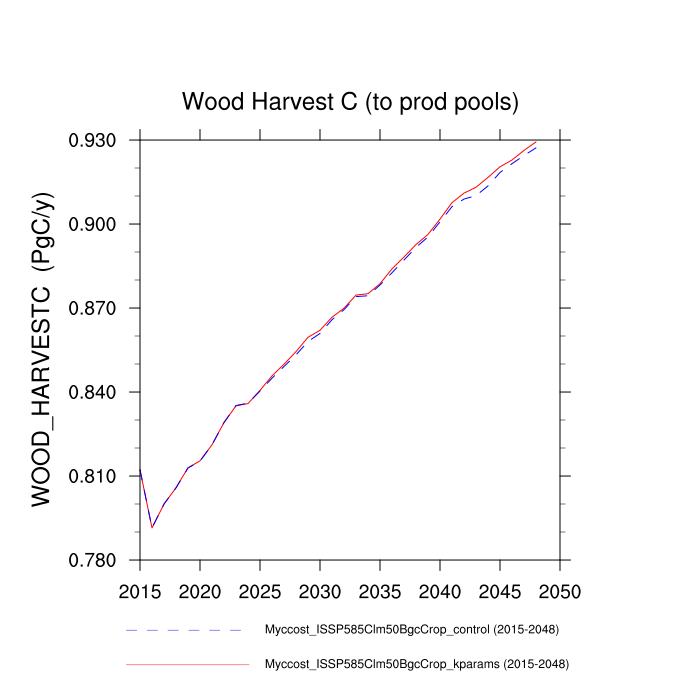 Wood Harvest C (to prod pools)
WOOD_HARVESTC (PgC/y)
0.930
0.900
0.870
0.840
0.810
0.780
2015 2020 2025 2030 2035 2040 2045 2050
Myccost_ISSP585Clm50BgcCrop_control (2015-2048)
Myccost_ISSP585Clm50BgcCrop_kparams (2015-2048)